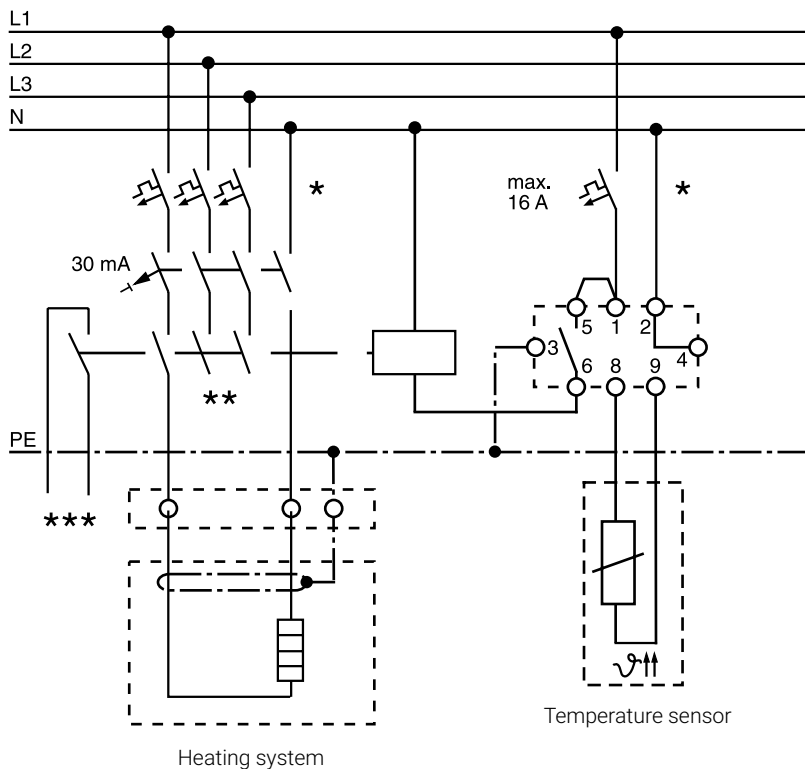 L1
L2
L3
N
*
max.
16 A
*
30 mA
5 1 2
3
4
6 8 9
**
PE
***
ϑ↑↑
Temperature sensor
Heating system